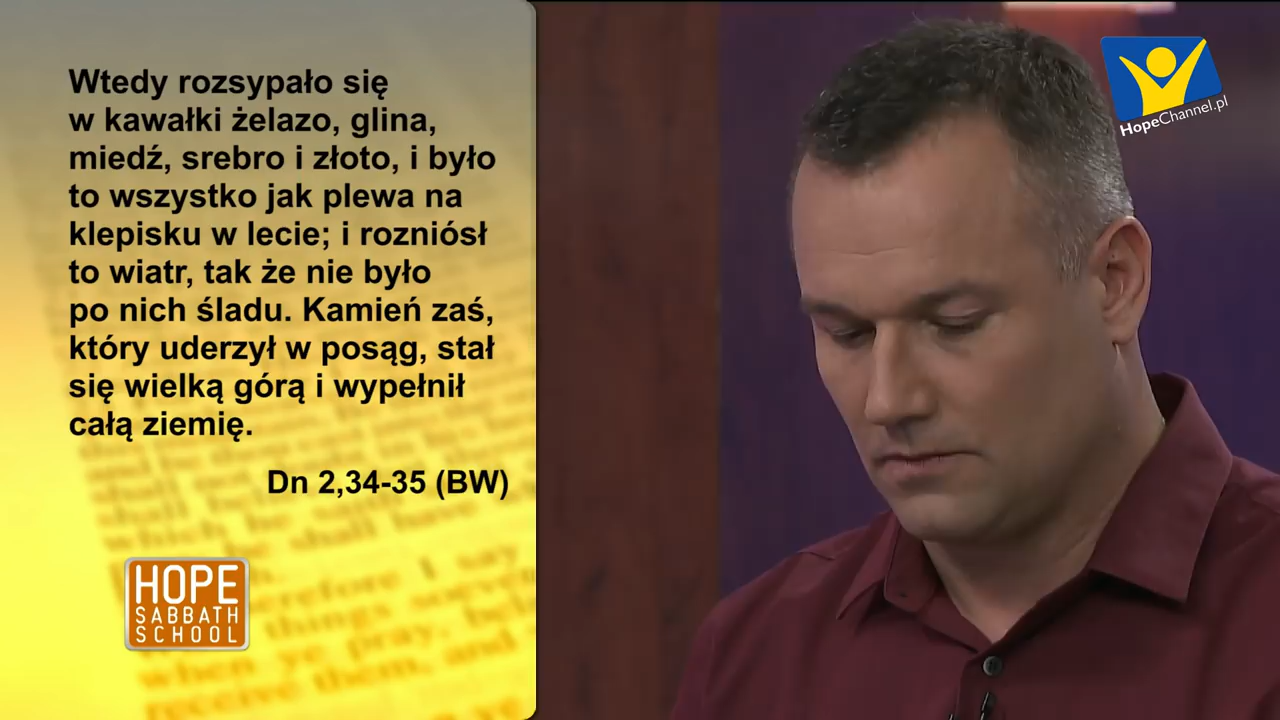 Wtedy rozsypało się
w kawałki żelazo, glina,
miedź, srebro i złoto, i było
to wszystko jak plewa na
klepisku w lecie; i rozniósł
to wiatr, tak że nie było
po nich śladu. Kamień zaś,
który uderzył w posąg, stał
się wielką górą i wypełnił
całą ziemię.
Dn 2,34-35 (BW)
HOPE
SABBATH
SCHOOL
HopeChannel.pl